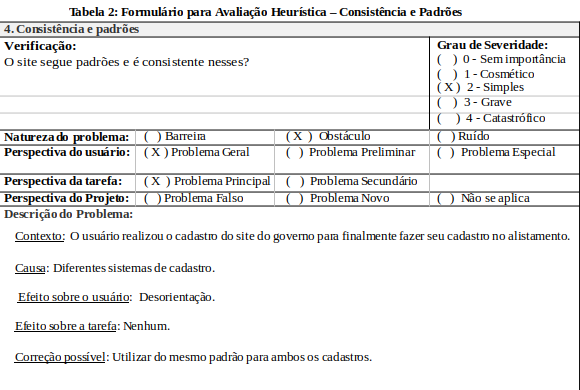 Tabela 2: Formulário para Avaliação Heurística – Consistência e Padrões
4. Consistência e padrões
Verificação:
O site segue padrões e é consistente nesses?
Grau de Severidade:
( ) 0 - Sem importância
( ) 1 - Cosmético
( X ) 2 - Simples
( ) 3 - Grave
( ) 4 - Catastrófico
Natureza do problema: ( ) Barreira ( X ) Obstáculo ( ) Ruído
Perspectiva do usuário: ( X ) Problema Geral ( ) Problema Preliminar ( ) Problema Especial
Perspectiva da tarefa: ( X ) Problema Principal ( ) Problema Secundário
Perspectiva do Projeto: ( ) Problema Falso ( ) Problema Novo ( ) Não se aplica
Descrição do Problema:
Contexto: O usuário realizou o cadastro do site do governo para finalmente fazer seu cadastro no alistamento.
Causa: Diferentes sistemas de cadastro.
Efeito sobre o usuário: Desorientação.
Efeito sobre a tarefa: Nenhum.
Correção possível: Utilizar do mesmo padrão para ambos os cadastros.